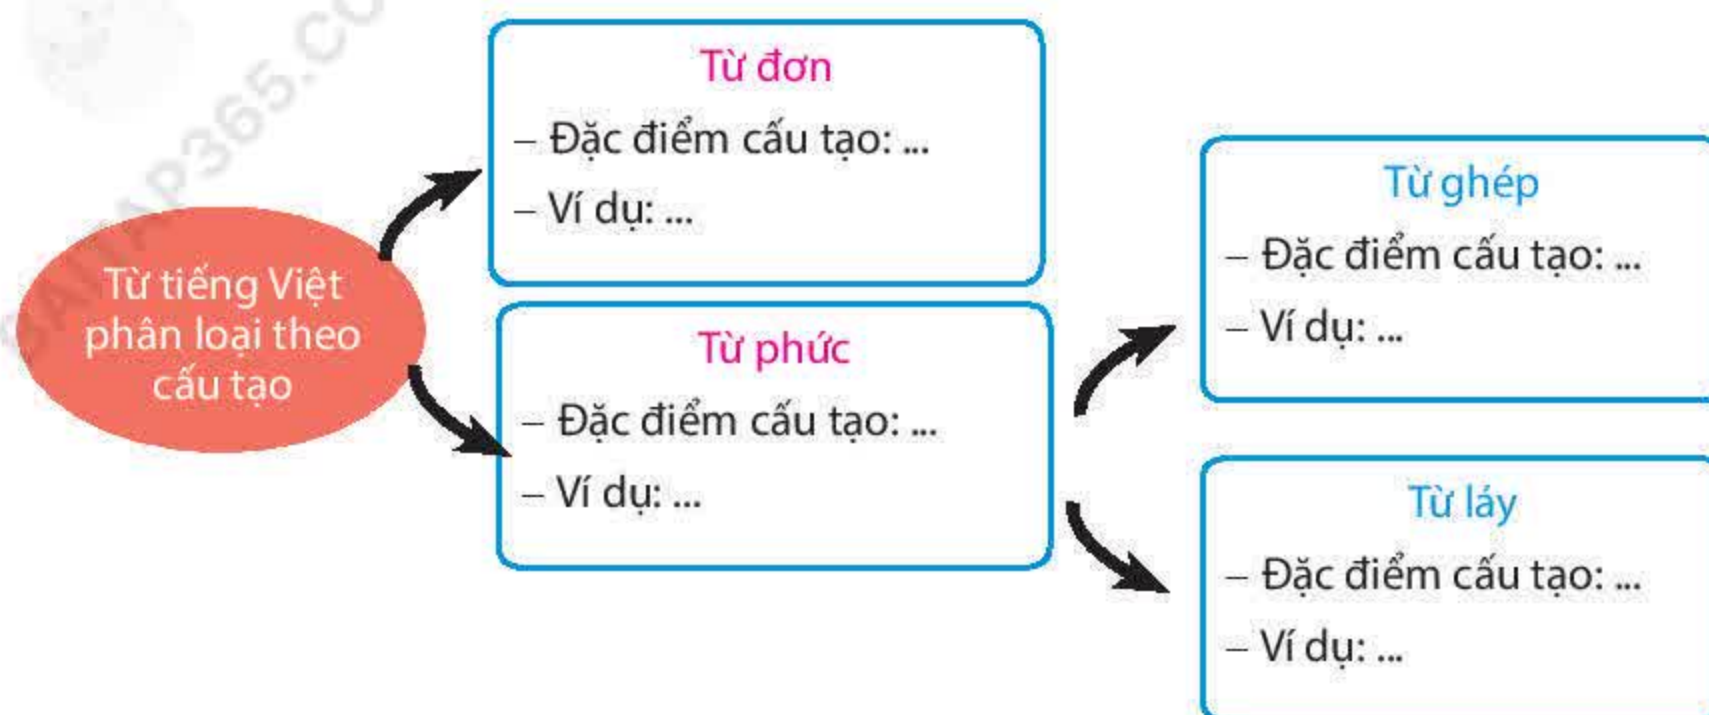 BAITAP365.CO
Từ tiếng Việt
phân loại theo
cấu tạo
Từ đơn
– Đặc điểm cấu tạo: ...
– Ví dụ: ...
Từ phức
– Đặc điểm cấu tạo: ...
– Ví dụ: ...
Từ ghép
– Đặc điểm cấu tạo: ...
– Ví dụ: ...
Từ láy
– Đặc điểm cấu tạo: ...
– Ví dụ: ...